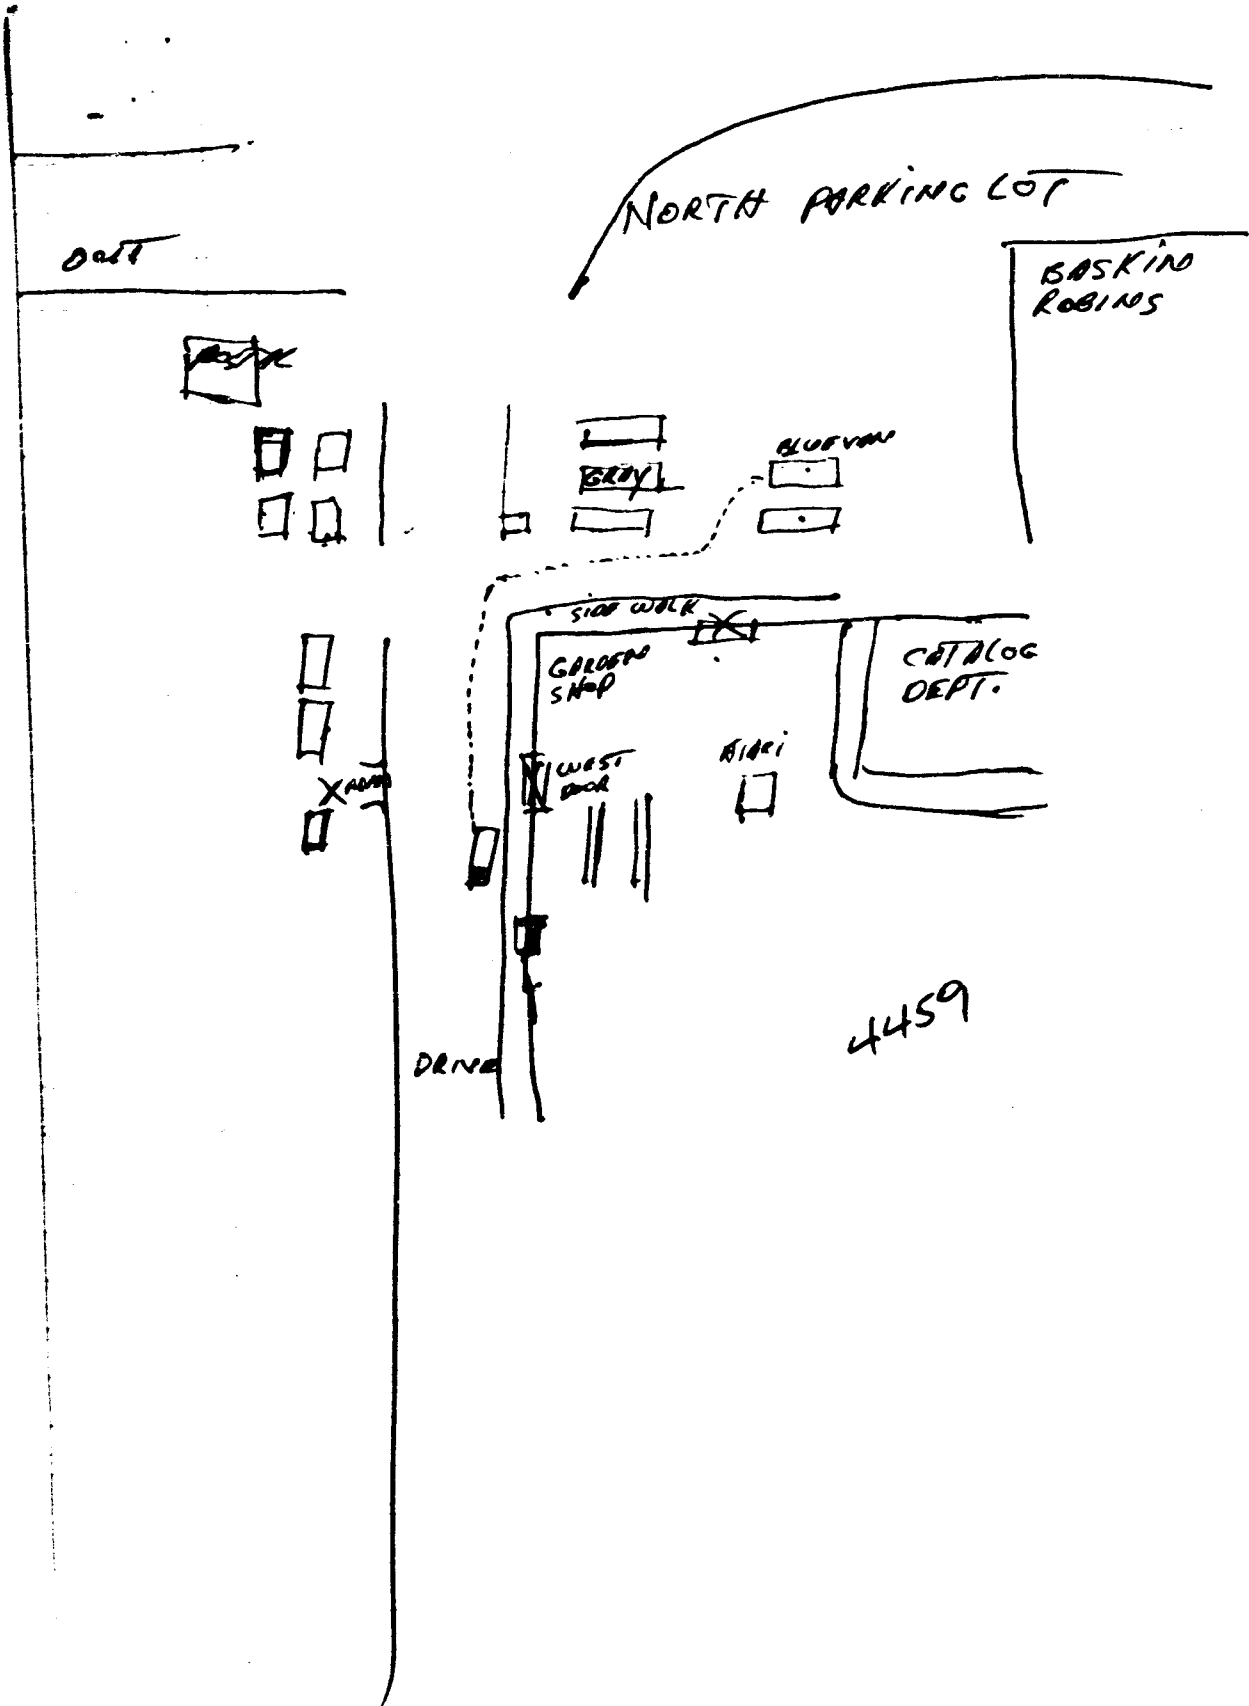 NORTH PARKING LOT
BASKIN
ROBINS
BLUE VAN
GRAY
SIDE WALK
GARDEN
SHOP
CATALOG
DEPT.
WEST
DOOR
ATARI
DRIVE
4459